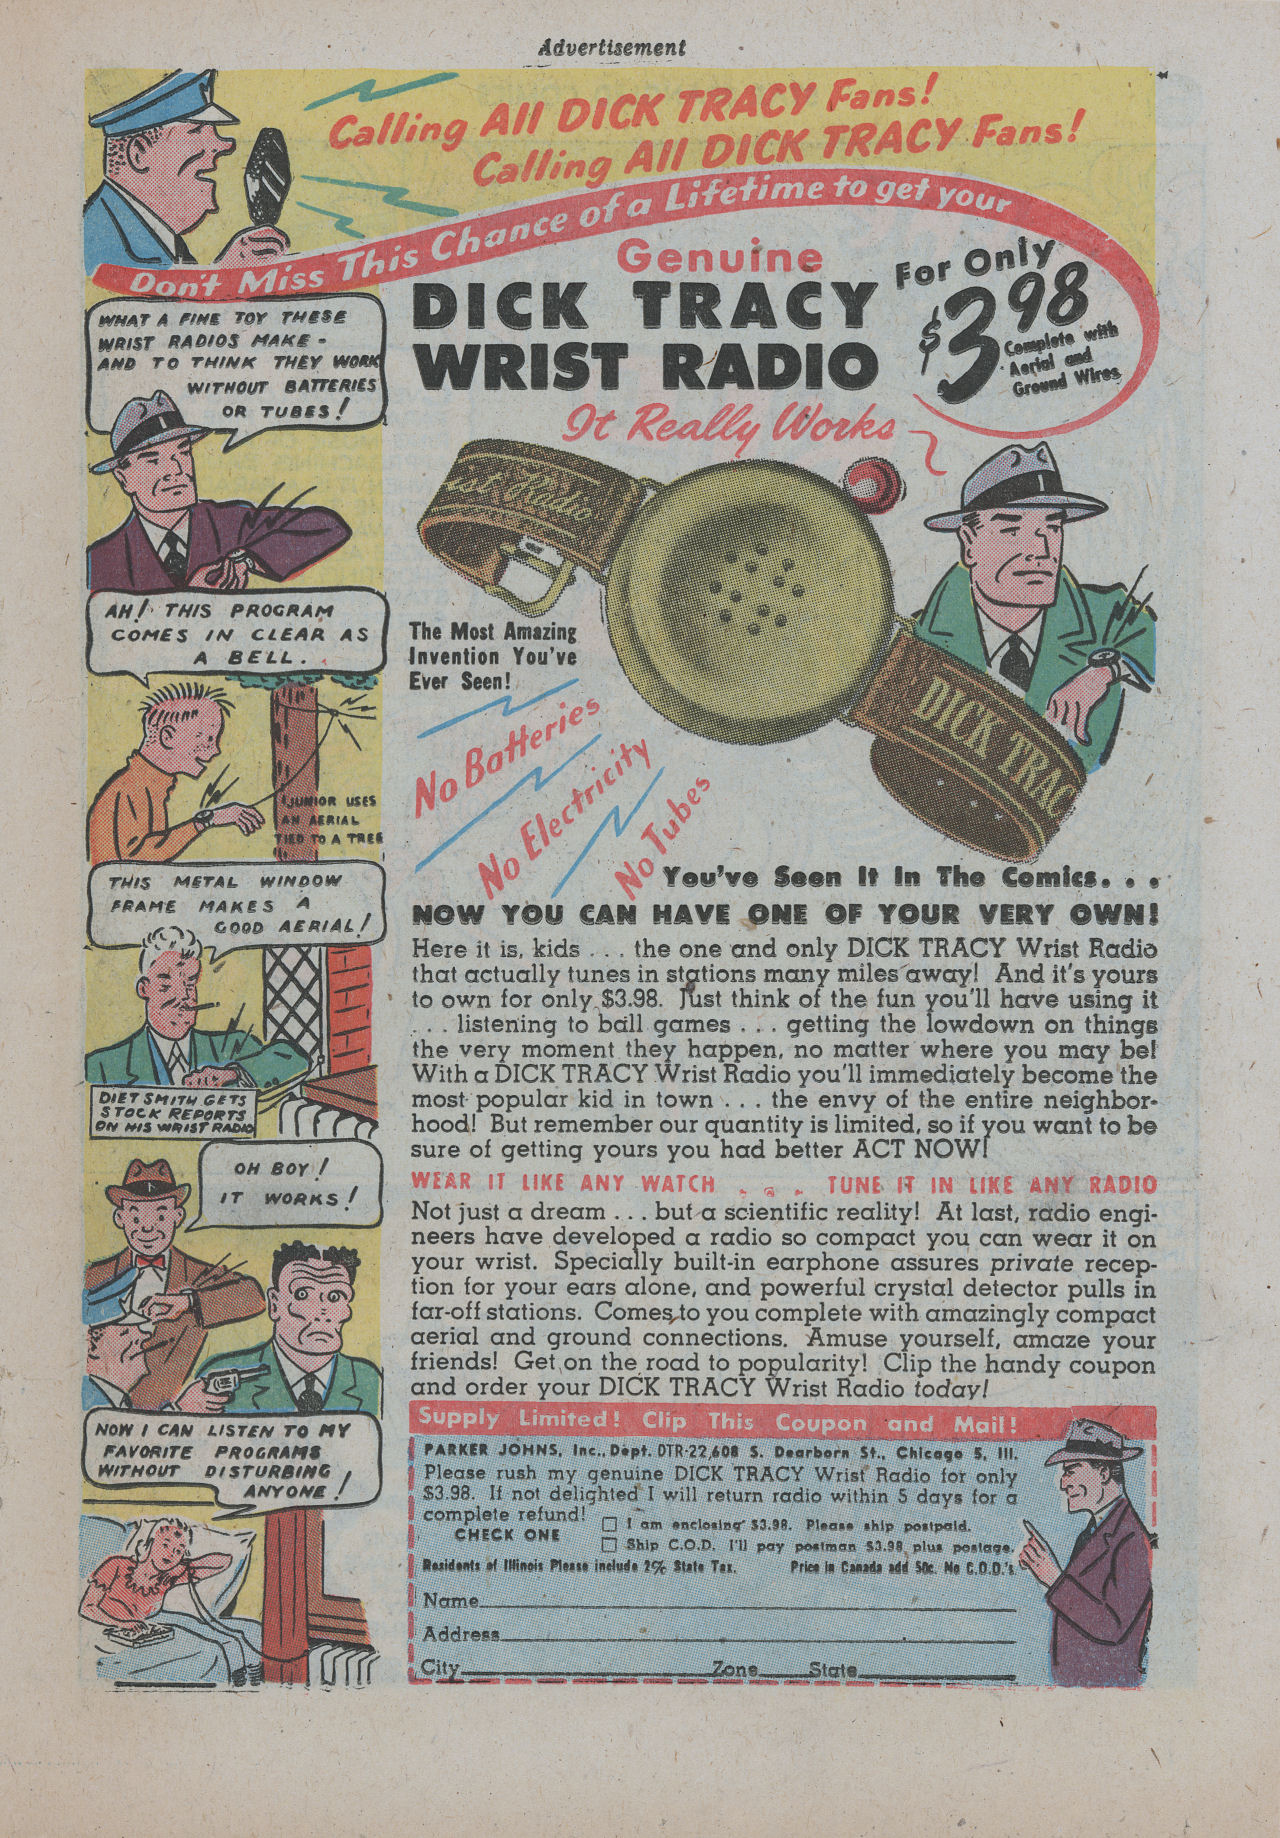 Advertisement
Calling All DICK TRACY Fans!
Calling All DICK TRACY Fans!
Don't Miss This Chance of a Lifetime to get your
Genuine
DICK TRACY
WRIST RADIO
For Only
$3.98
Complete with
Aerial and
Ground Wires
It Really Works
WHAT A FINE TOY THESE
WRIST RADIOS MAKE -
AND TO THINK THEY WORK
WITHOUT BATTERIES
OR TUBES!
AH! THIS PROGRAM
COMES IN CLEAR AS
A BELL.
JUNIOR USES
AN AERIAL
TIED TO A TREE
THIS METAL WINDOW
FRAME MAKES A
GOOD AERIAL!
DIET SMITH GETS
STOCK REPORTS
ON HIS WRIST RADIO
OH BOY!
IT WORKS!
NOW I CAN LISTEN TO MY
FAVORITE PROGRAMS
WITHOUT DISTURBING
ANYONE!
ist Radio
DICK TRAC
The Most Amazing
Invention You've
Ever Seen!
No Batteries
No Electricity
No Tubes
You've Seen It In The Comics. . .
NOW YOU CAN HAVE ONE OF YOUR VERY OWN!
Here it is, kids . . . the one and only DICK TRACY Wrist Radio
that actually tunes in stations many miles away! And it's yours
to own for only $3.98. Just think of the fun you'll have using it
. . . listening to ball games . . . getting the lowdown on things
the very moment they happen, no matter where you may be!
With a DICK TRACY Wrist Radio you'll immediately become the
most popular kid in town . . . the envy of the entire neighbor-
hood! But remember our quantity is limited, so if you want to be
sure of getting yours you had better ACT NOW!
WEAR IT LIKE ANY WATCH . . . TUNE IT IN LIKE ANY RADIO
Not just a dream . . . but a scientific reality! At last, radio engi-
neers have developed a radio so compact you can wear it on
your wrist. Specially built-in earphone assures private recep-
tion for your ears alone, and powerful crystal detector pulls in
far-off stations. Comes to you complete with amazingly compact
aerial and ground connections. Amuse yourself, amaze your
friends! Get on the road to popularity! Clip the handy coupon
and order your DICK TRACY Wrist Radio today!
Supply Limited! Clip This Coupon and Mail!
PARKER JOHNS, Inc., Dept. DTR-22,608 S. Dearborn St., Chicago 5, Ill.
Please rush my genuine DICK TRACY Wrist Radio for only
$3.98. If not delighted I will return radio within 5 days for a
complete refund!
CHECK ONE
☐ I am enclosing $3.98. Please ship postpaid.
☐ Ship C.O.D. I'll pay postman $3.98 plus postage.
Residents of Illinois Please include 2% State Tax. Price in Canada add 50c. No C.O.D.'s
Name
Address
City Zone State